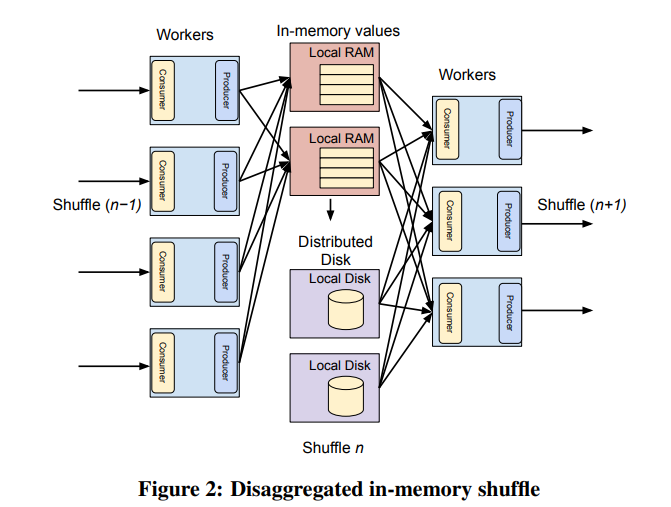 Workers
In-memory values
Local RAM
Consumer
Producer
Workers
Consumer
Producer
Local RAM
Consumer
Producer
Shuffle (n−1)
Consumer
Producer
Shuffle (n+1)
Distributed
Disk
Local Disk
Consumer
Producer
Consumer
Producer
Local Disk
Consumer
Producer
Shuffle n
Figure 2: Disaggregated in-memory shuffle